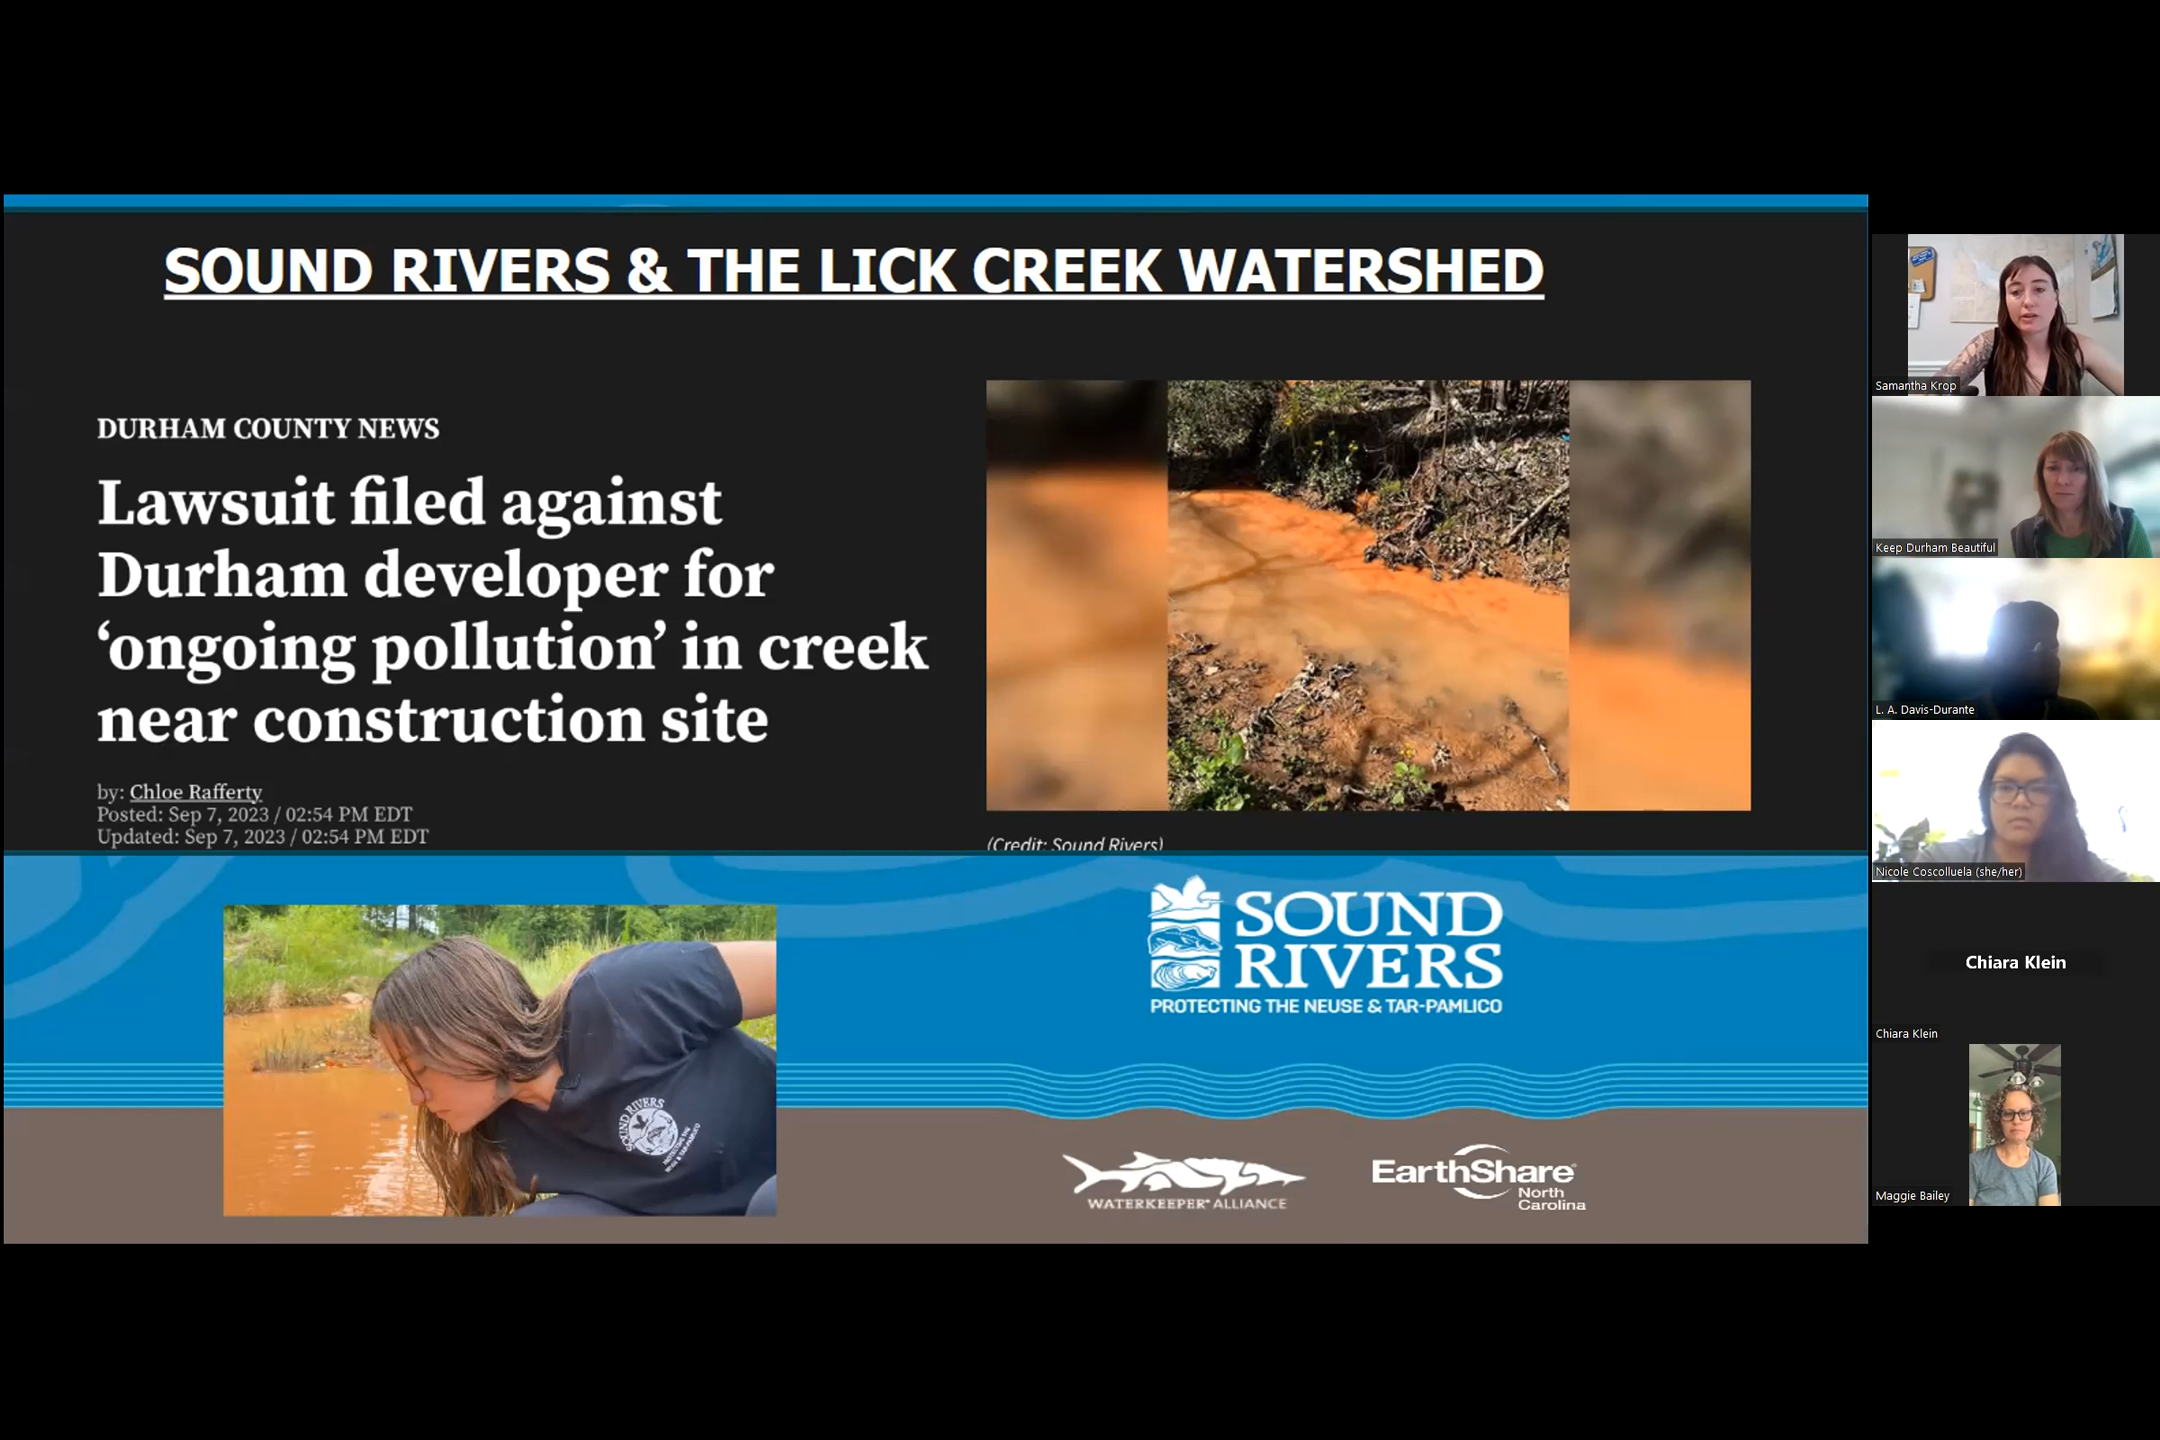 SOUND RIVERS & THE LICK CREEK WATERSHED
DURHAM COUNTY NEWS
Lawsuit filed against
Durham developer for
‘ongoing pollution’ in creek
near construction site
by: Chloe Rafferty
Posted: Sep 7, 2023 / 02:54 PM EDT
Updated: Sep 7, 2023 / 02:54 PM EDT
(Credit: Sound Rivers)
SOUND RIVERS
SOUND
RIVERS
PROTECTING THE NEUSE & TAR-PAMLICO
WATERKEEPER® ALLIANCE
EarthShare®
North
Carolina
Samantha Krop
Keep Durham Beautiful
L. A. Davis-Durante
Nicole Coscolluela (she/her)
Chiara Klein
Chiara Klein
Maggie Bailey